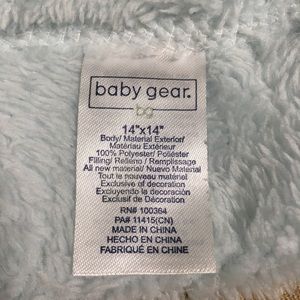 baby gear.
bg
14"x14"
Body/ Material Exterior/
Matériau Extérieur
100% Polyester/ Poliéster
Filling/ Relleno / Remplissage
All new material/ Nuevo Material
Tout le nouveau matériel
Exclusive of decoration
Excluyendo la decoración
Exclusif de Décoration
RN# 100364
PA# 11415(CN)
MADE IN CHINA
HECHO EN CHINA
FABRIQUÉ EN CHINE